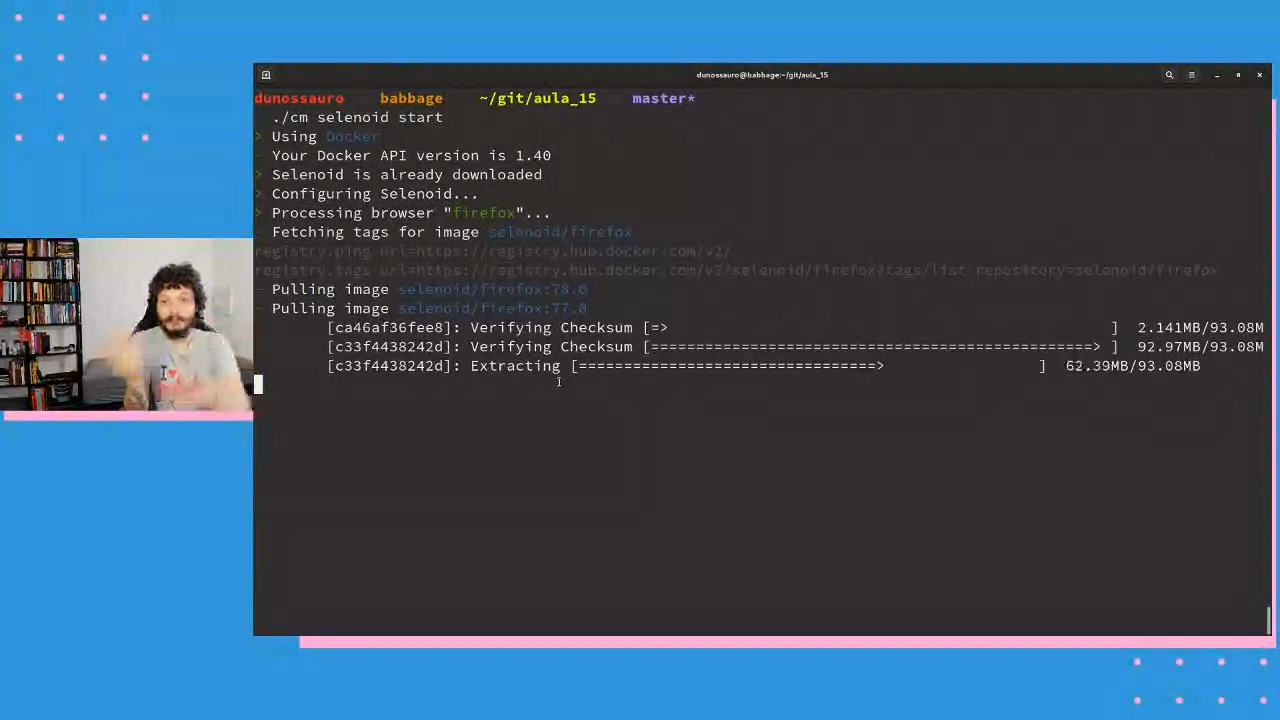 dunossauro@babbage:~/git/aula_15
dunossauro babbage ~/git/aula_15 master*
./cm selenoid start
> Using Docker
- Your Docker API version is 1.40
> Selenoid is already downloaded
> Configuring Selenoid...
> Processing browser "firefox"...
- Fetching tags for image selenoid/firefox
registry.ping url=https://registry.hub.docker.com/v2/
registry.tags url=https://registry.hub.docker.com/v2/selenoid/firefox/tags/list repository=selenoid/firefox
- Pulling image selenoid/firefox:78.0
- Pulling image selenoid/firefox:77.0
[ca46af36fee8]: Verifying Checksum [=> ] 2.141MB/93.08M
[c33f4438242d]: Verifying Checksum [=================================================> ] 92.97MB/93.08M
[c33f4438242d]: Extracting [=================================> ] 62.39MB/93.08MB
I ♥